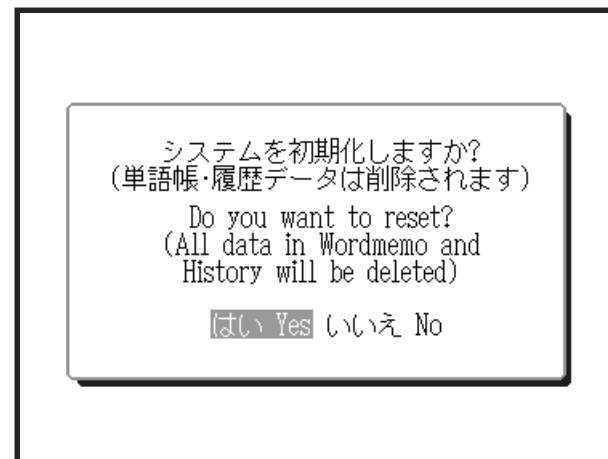 システムを初期化しますか?
(単語帳・履歴データは削除されます)
Do you want to reset?
(All data in Wordmemo and
History will be deleted)
はい Yes いいえ No